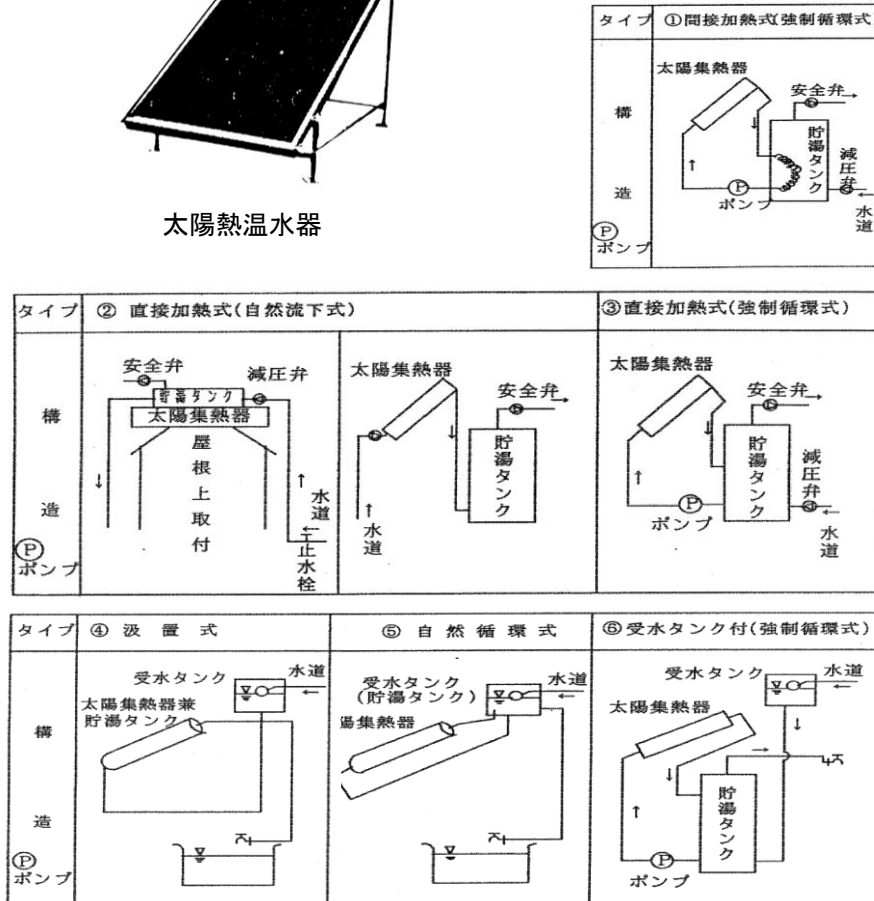 太陽熱温水器
タイプ ①間接加熱式(強制循環式
太陽集熱器
安全弁
構
造
貯湯タンク
減圧弁
ポンプ
水道
P
ポンプ
P
タイプ ② 直接加熱式(自然流下式) ③直接加熱式(強制循環式)
構
造
P
ポンプ
安全弁
減圧弁
貯湯タンク
太陽集熱器
屋根上取付
水道
止水栓
太陽集熱器
安全弁
貯湯タンク
水道
太陽集熱器
安全弁
貯湯タンク
減圧弁
P
ポンプ
水道
タイプ ④ 汲置式 ⑤ 自然循環式 ⑥受水タンク付(強制循環式)
構
造
P
ポンプ
受水タンク
水道
太陽集熱器兼
貯湯タンク
受水タンク
(貯湯タンク)
水道
陽集熱器
受水タンク
水道
太陽集熱器
貯湯タンク
P
ポンプ